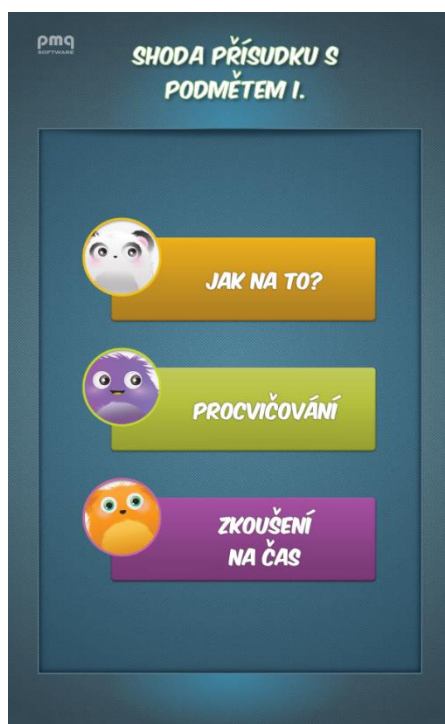 pmq
SOFTWARE
SHODA PŘÍSUDKU S
PODMĚTEM I.
JAK NA TO?
PROCVIČOVÁNÍ
ZKOUŠENÍ
NA ČAS